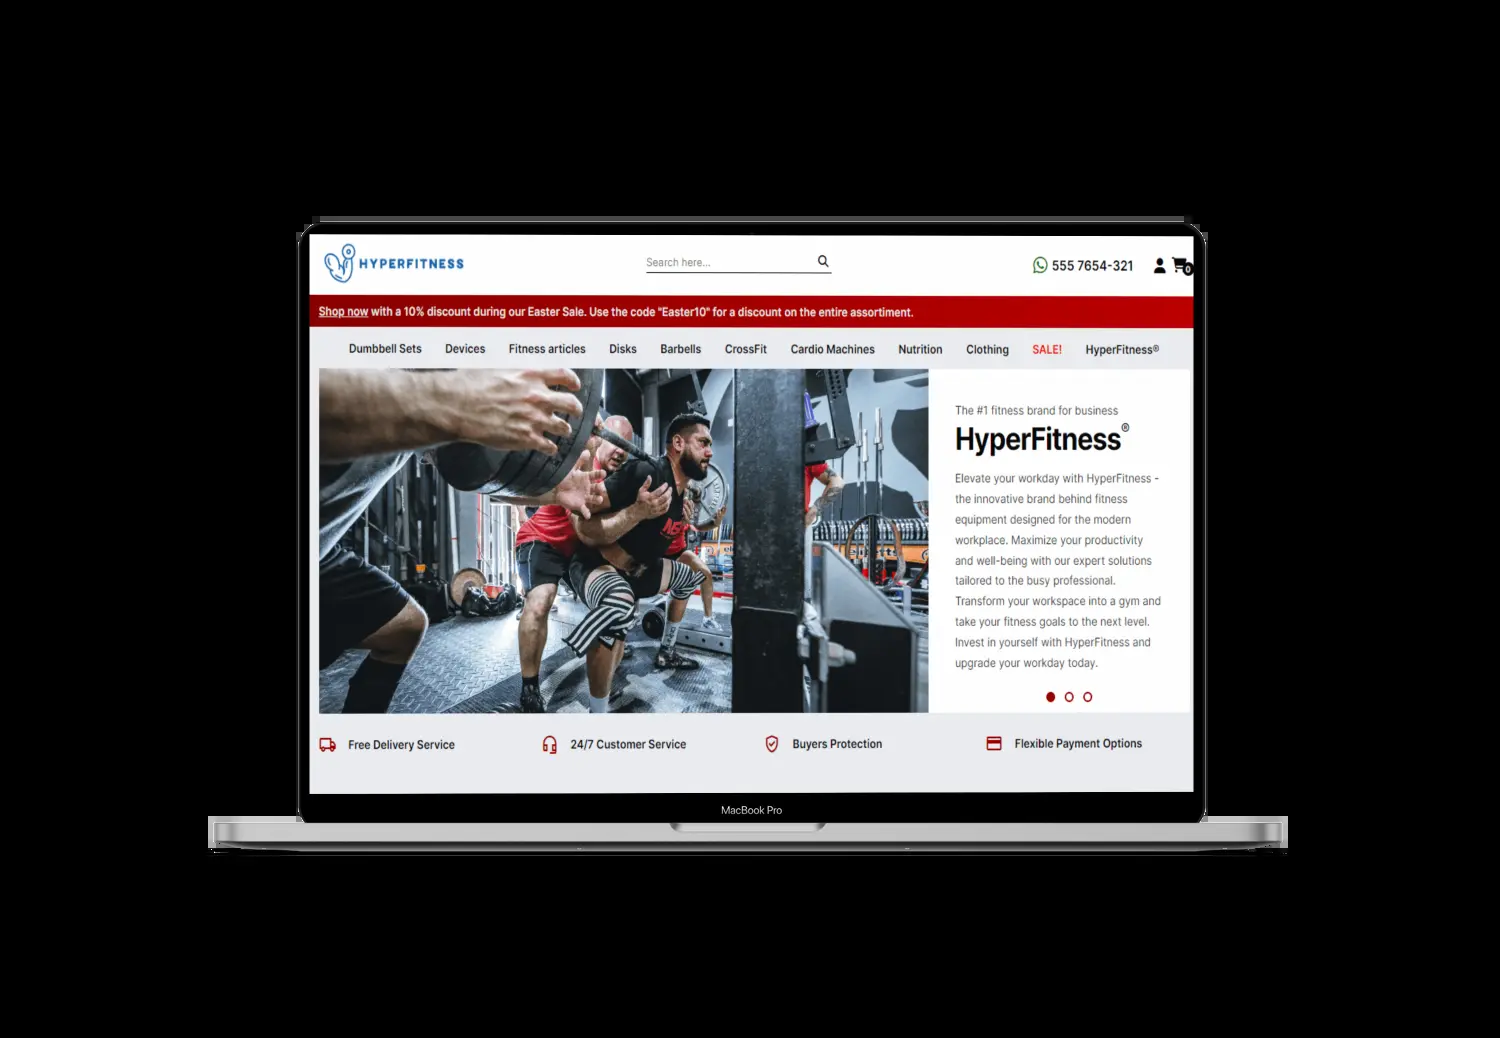 HYPERFITNESS
Search here...
555 7654-321
0
Shop now with a 10% discount during our Easter Sale. Use the code "Easter10" for a discount on the entire assortiment.
Dumbbell Sets Devices Fitness articles Disks Barbells CrossFit Cardio Machines Nutrition Clothing SALE! HyperFitness®
The #1 fitness brand for business
HyperFitness®
Elevate your workday with HyperFitness -
the innovative brand behind fitness
equipment designed for the modern
workplace. Maximize your productivity
and well-being with our expert solutions
tailored to the busy professional.
Transform your workspace into a gym and
take your fitness goals to the next level.
Invest in yourself with HyperFitness and
upgrade your workday today.
Free Delivery Service
24/7 Customer Service
Buyers Protection
Flexible Payment Options
MacBook Pro